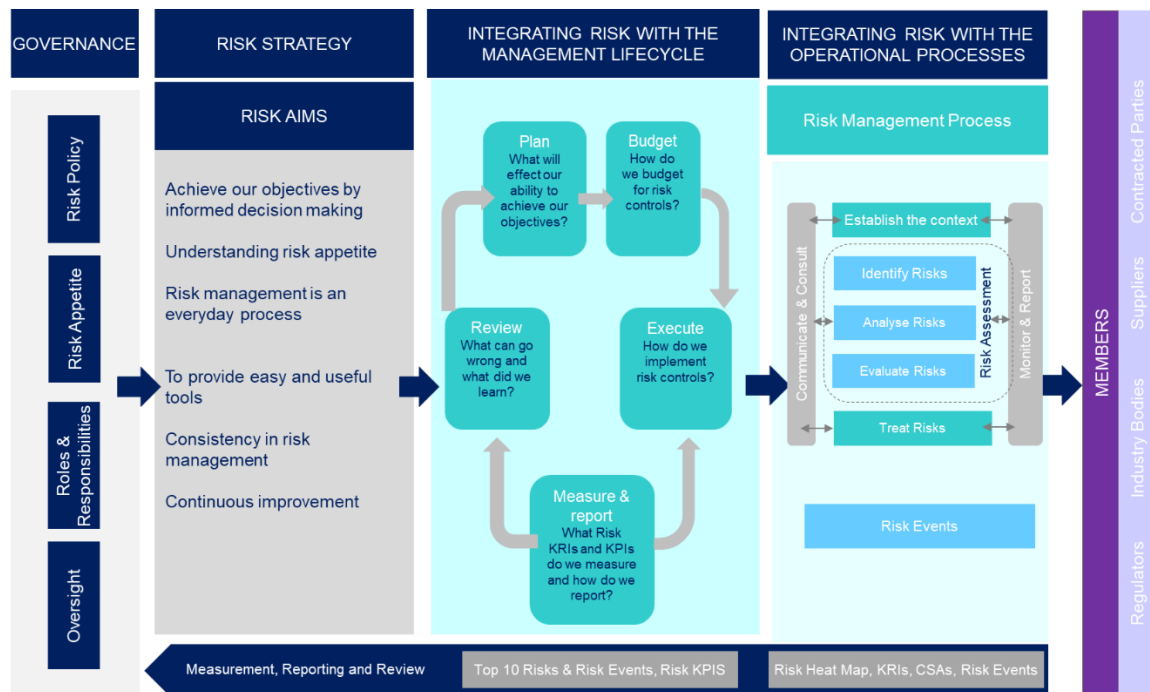 GOVERNANCE
RISK STRATEGY
INTEGRATING RISK WITH THE
MANAGEMENT LIFECYCLE
INTEGRATING RISK WITH THE
OPERATIONAL PROCESSES
Risk Policy
Risk Appetite
Roles &
Responsibilities
Oversight
RISK AIMS
Achieve our objectives by
informed decision making
Understanding risk appetite
Risk management is an
everyday process
To provide easy and useful
tools
Consistency in risk
management
Continuous improvement
Plan
What will
effect our
ability to
achieve our
objectives?
Budget
How do
we budget
for risk
controls?
Execute
How do we
implement
risk controls?
Measure &
report
What Risk
KRIs and KPIs
do we measure
and how do we
report?
Review
What can go
wrong and
what did we
learn?
Risk Management Process
Communicate & Consult
Establish the context
Identify Risks
Analyse Risks
Evaluate Risks
Risk Assessment
Treat Risks
Monitor & Report
Risk Events
MEMBERS
Contracted Parties
Suppliers
Industry Bodies
Regulators
Measurement, Reporting and Review
Top 10 Risks & Risk Events, Risk KPIS
Risk Heat Map, KRIs, CSAs, Risk Events